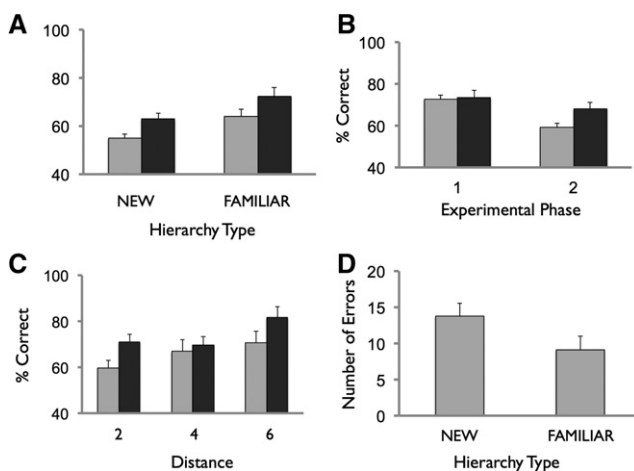 A
100
80
60
40
% Correct
NEW FAMILIAR
Hierarchy Type
B
100
80
60
40
% Correct
1 2
Experimental Phase
C
100
80
60
40
% Correct
2 4 6
Distance
D
20
15
10
5
0
Number of Errors
NEW FAMILIAR
Hierarchy Type